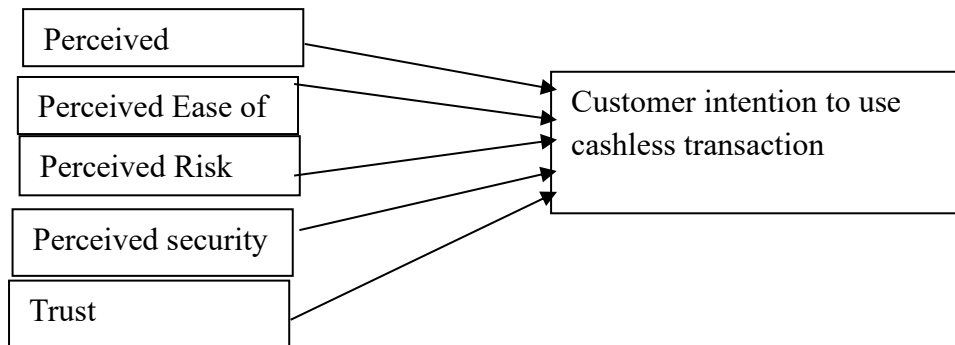 Perceived
Perceived Ease of
Perceived Risk
Perceived security
Trust
Customer intention to use
cashless transaction